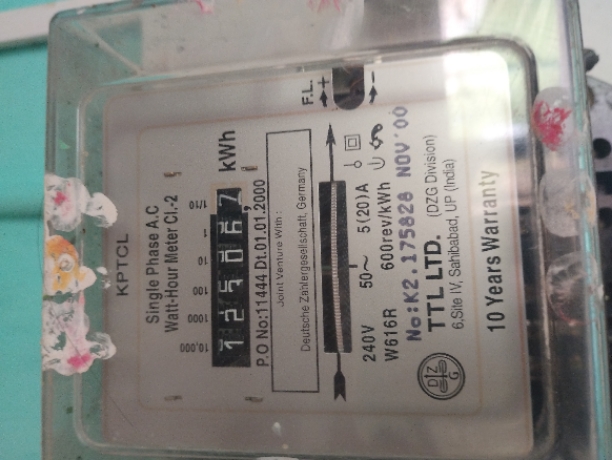 KPTCL
Single Phase A.C.
Watt-Hour Meter Cl.-2
10,000 1000 100 10 1 1/10
kWh
P.O No:11444 Dt.01.01.2000
Joint Venture With :
Deutsche Zählergesellschaft, Germany
F.L. + -
240V 50~ 5(20)A
W616R 600rev/kWh
No:K2.175828 NOV '00
TTL LTD. (DZG Division)
6,Site IV, Sahibabad, UP (India)
DZG
10 Years Warranty